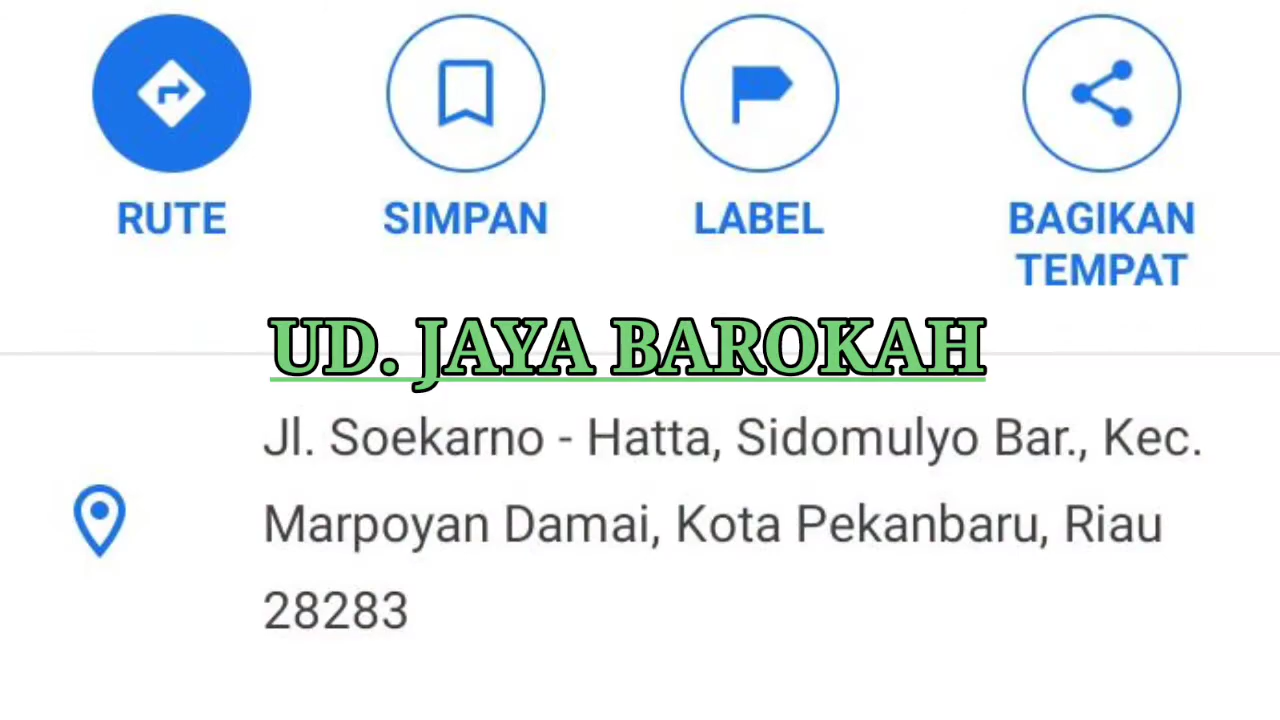 RUTE
SIMPAN
LABEL
BAGIKAN
TEMPAT
UD. JAYA BAROKAH
Jl. Soekarno - Hatta, Sidomulyo Bar., Kec.
Marpoyan Damai, Kota Pekanbaru, Riau
28283